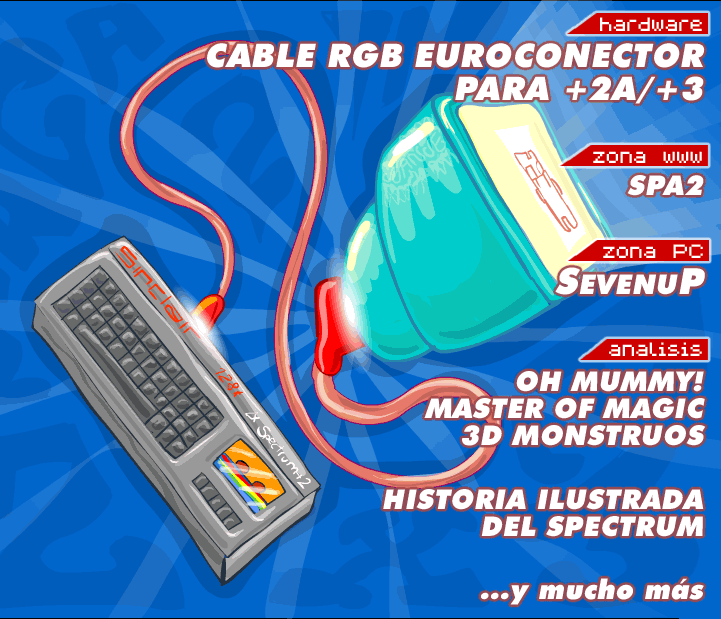 hardware
CABLE RGB EUROCONECTOR
PARA +2A/+3
zona www
SPA2
zona PC
SEVENUP
analisis
OH MUMMY!
MASTER OF MAGIC
3D MONSTRUOS
HISTORIA ILUSTRADA
DEL SPECTRUM
...y mucho más
sinclair
128k
ZX Spectrum+2